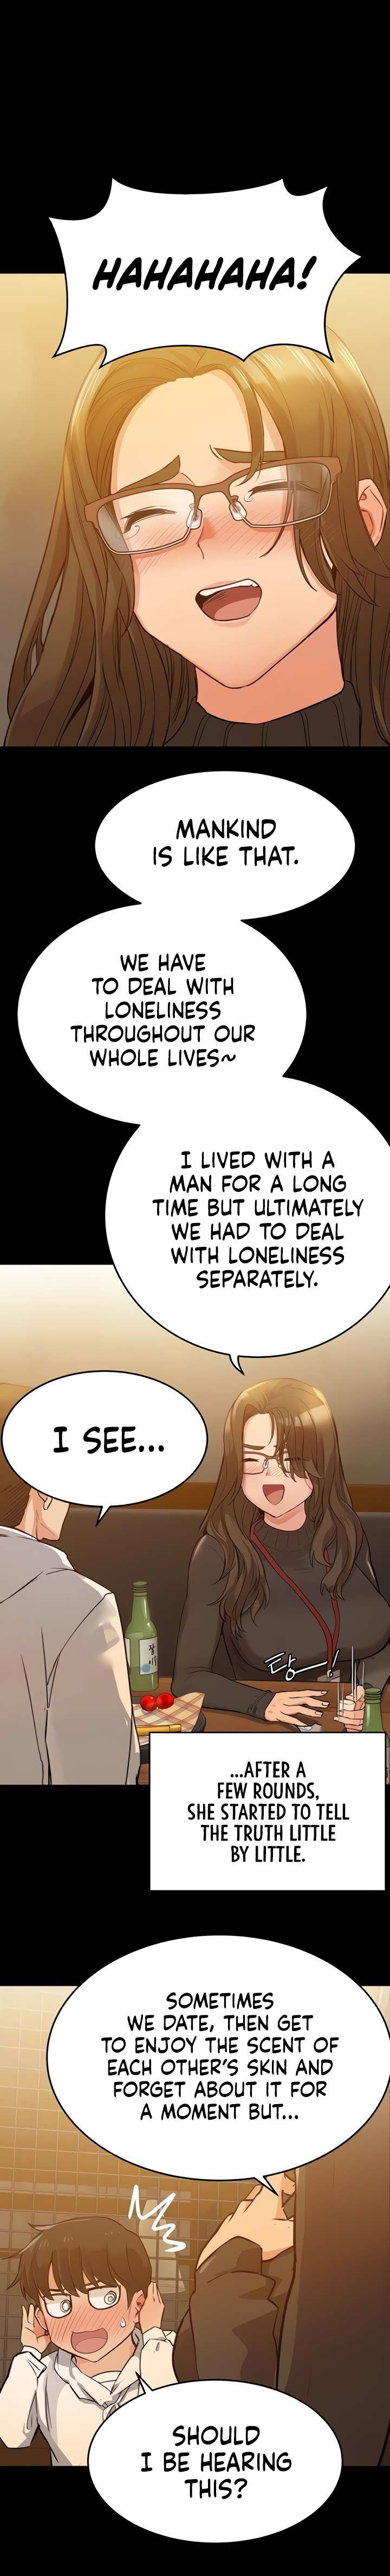 HAHAHAHA!
MANKIND
IS LIKE THAT.
WE HAVE
TO DEAL WITH
LONELINESS
THROUGHOUT OUR
WHOLE LIVES~
I LIVED WITH A
MAN FOR A LONG
TIME BUT ULTIMATELY
WE HAD TO DEAL
WITH LONELINESS
SEPARATELY.
I SEE...
탕—!
...AFTER A
FEW ROUNDS,
SHE STARTED TO TELL
THE TRUTH LITTLE
BY LITTLE.
SOMETIMES
WE DATE, THEN GET
TO ENJOY THE SCENT OF
EACH OTHER'S SKIN AND
FORGET ABOUT IT FOR
A MOMENT BUT...
SHOULD
I BE HEARING
THIS?